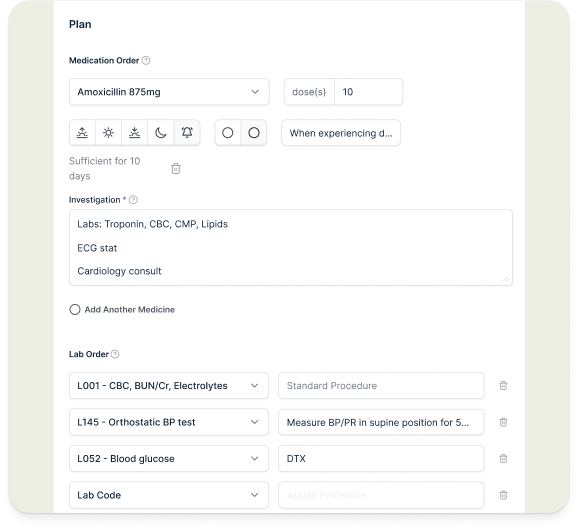 Plan
Medication Order
Amoxicillin 875mg
dose(s) 10
When experiencing d...
Sufficient for 10
days
Investigation *
Labs: Troponin, CBC, CMP, Lipids
ECG stat
Cardiology consult
Add Another Medicine
Lab Order
L001 - CBC, BUN/Cr, Electrolytes
Standard Procedure
L145 - Orthostatic BP test
Measure BP/PR in supine position for 5...
L052 - Blood glucose
DTX
Lab Code
Assign Procedure